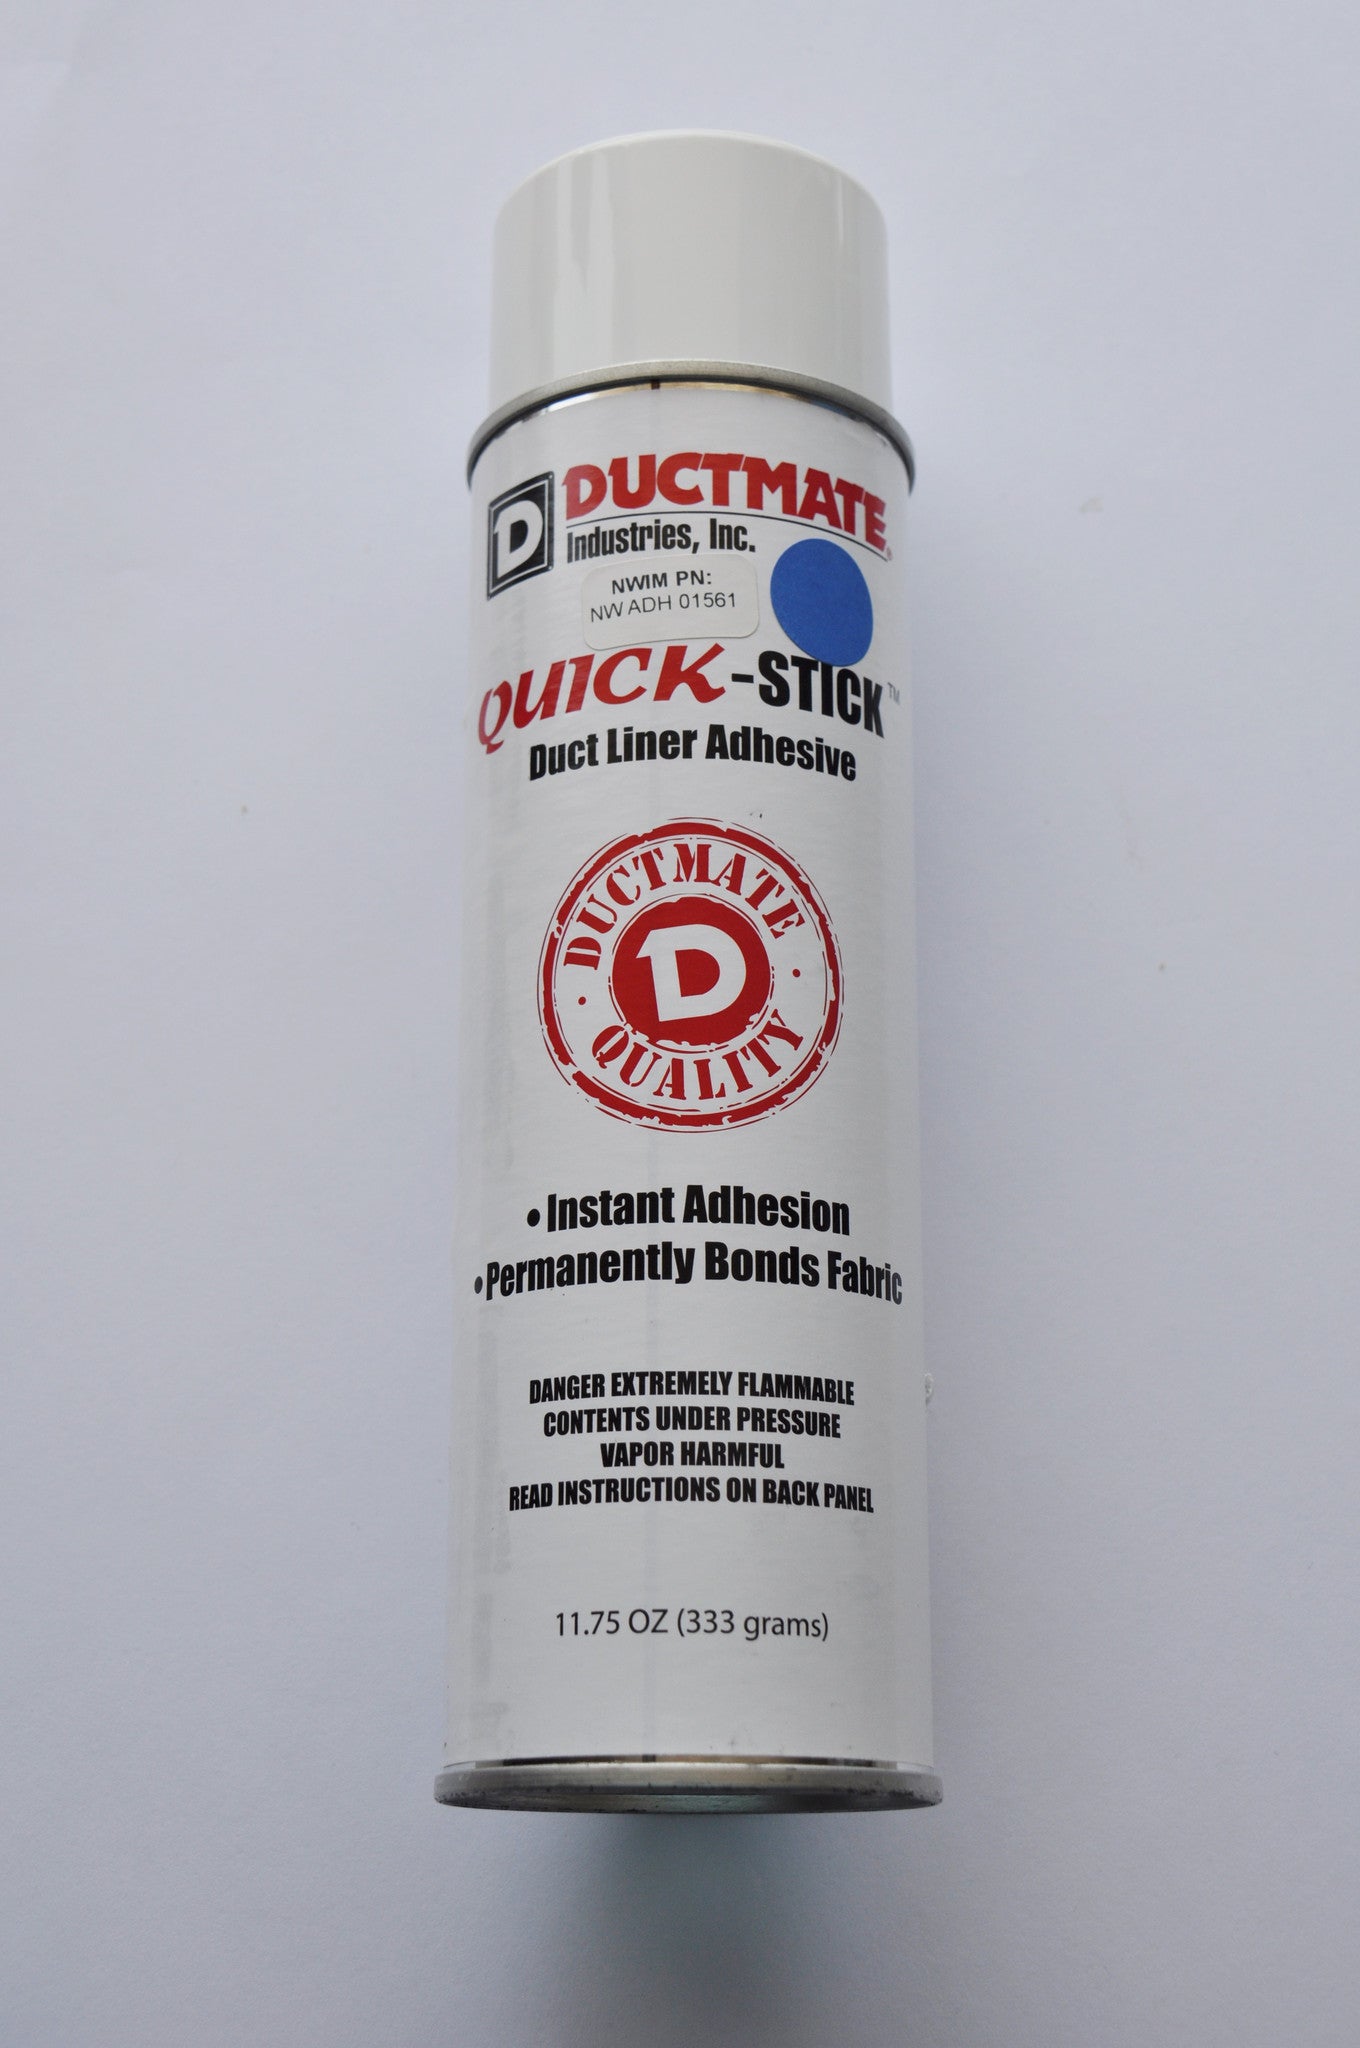 D DUCTMATE®
Industries, Inc.
NWIM PN:
NW ADH 01561
QUICK-STICK™
Duct Liner Adhesive
DUCTMATE
D
QUALITY
• Instant Adhesion
• Permanently Bonds Fabric
DANGER EXTREMELY FLAMMABLE
CONTENTS UNDER PRESSURE
VAPOR HARMFUL
READ INSTRUCTIONS ON BACK PANEL
11.75 OZ (333 grams)